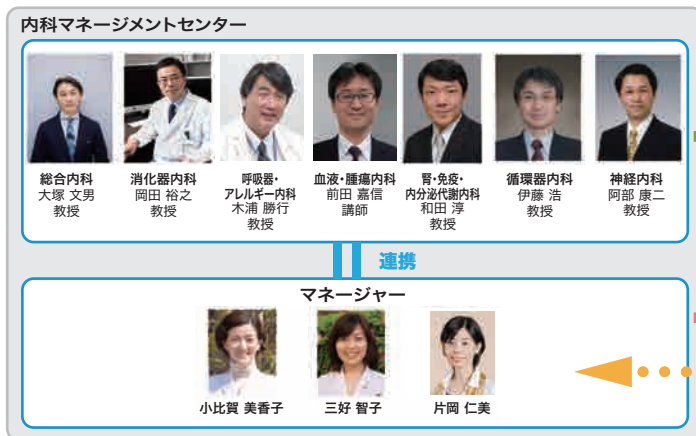 内科マネージメントセンター
総合内科
大塚 文男
教授
消化器内科
岡田 裕之
教授
呼吸器・
アレルギー内科
木浦 勝行
教授
血液・腫瘍内科
前田 嘉信
講師
腎・免疫・
内分泌代謝内科
和田 淳
教授
循環器内科
伊藤 浩
教授
神経内科
阿部 康二
教授
連携
マネージャー
小比賀 美香子
三好 智子
片岡 仁美